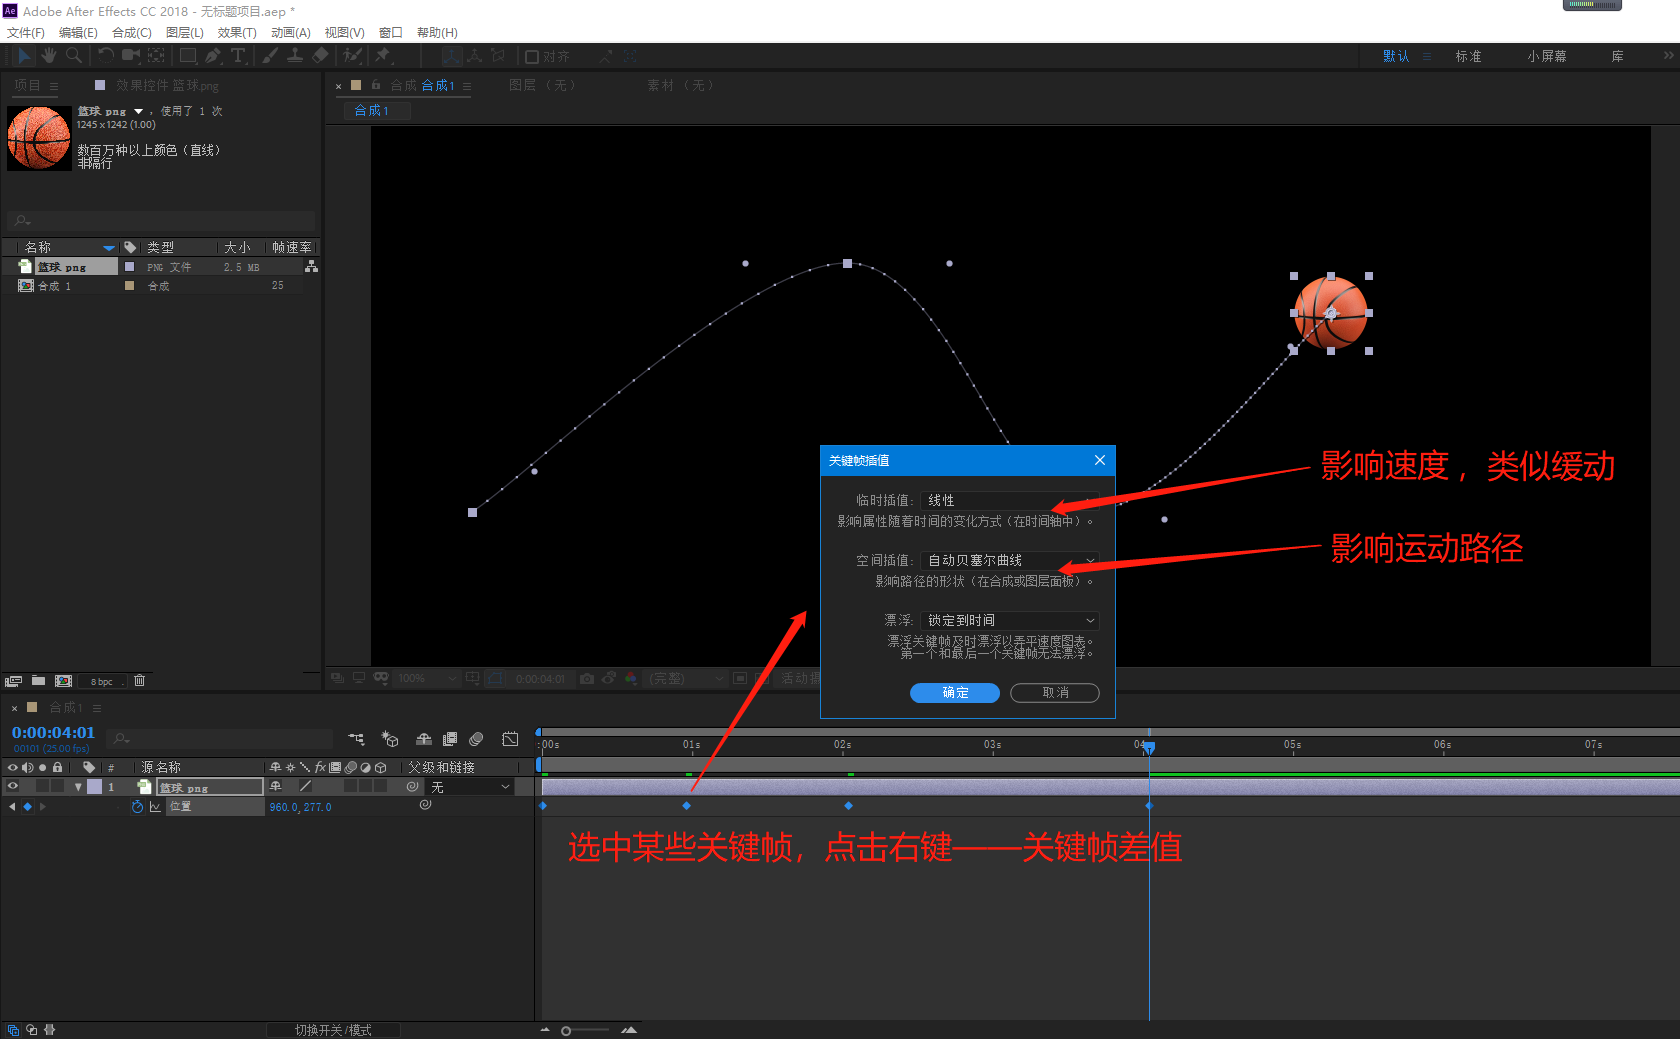 Ae Adobe After Effects CC 2018 - 无标题项目.aep *
文件(F) 编辑(E) 合成(C) 图层(L) 效果(T) 动画(A) 视图(V) 窗口 帮助(H)
对齐 默认 标准 小屏幕 库
项目 效果控件 篮球.png
合成 合成1 图层（无） 素材（无）
合成1
篮球.png ，使用了 1 次
1245 x 1242 (1.00)
数百万种以上颜色（直线）
非隔行
名称 类型 大小 帧速率
篮球.png PNG 文件 2.5 MB
合成 1 合成 25
关键帧插值
临时插值: 线性
影响属性随着时间的变化方式（在时间轴中）。
空间插值: 自动贝塞尔曲线
影响路径的形状（在合成或图层面板）。
漂浮: 锁定到时间
漂浮关键帧及时漂浮以弄平速度图表。
第一个和最后一个关键帧无法漂浮。
确定 取消
影响速度，类似缓动
影响运动路径
8 bpc
100% 0:00:04:01 (完整) 活动摄
合成1
0:00:04:01
00101 (25.00 fps)
:00s 01s 02s 03s 04 05s 06s 07s
# 源名称 fx 父级和链接
1 篮球.png 无
位置 960.0,277.0
选中某些关键帧，点击右键——关键帧差值
切换开关/模式